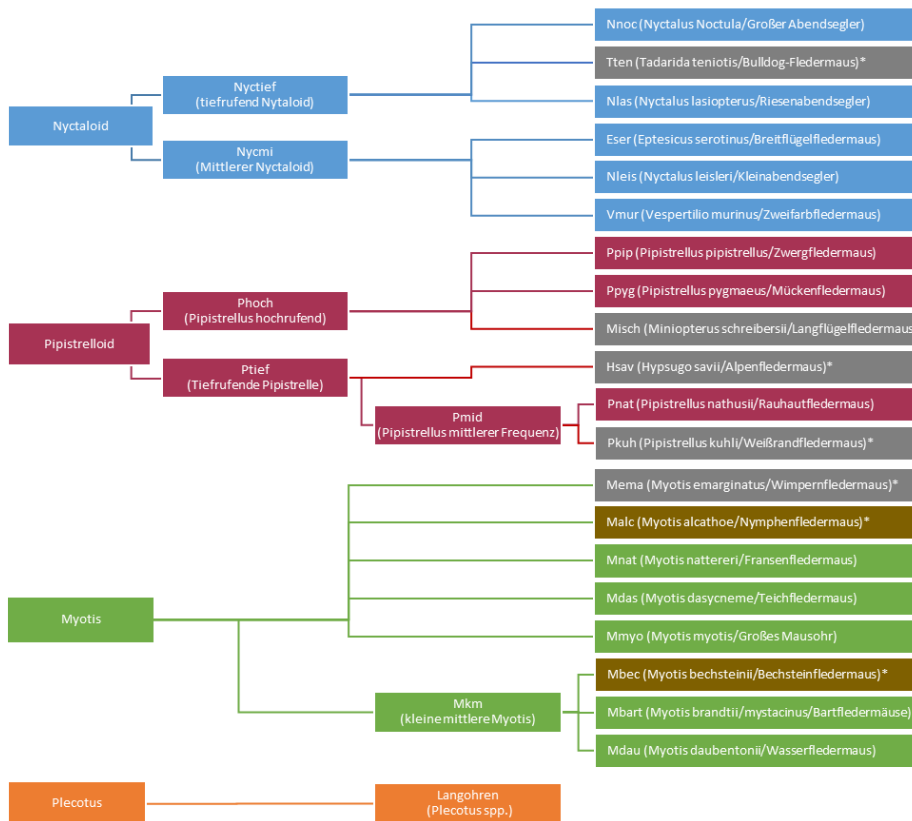 Nyctaloid
Nyctief
(tiefrufend Nytaloid)
Nnoc (Nyctalus Noctula/Großer Abendsegler)
Tten (Tadarida teniotis/Bulldog-Fledermaus)*
Nlas (Nyctalus lasiopterus/Riesenabendsegler)
Nycmi
(Mittlerer Nyctaloid)
Eser (Eptesicus serotinus/Breitflügelfledermaus)
Nleis (Nyctalus leisleri/Kleinabendsegler)
Vmur (Vespertilio murinus/Zweifarbfledermaus)
Pipistrelloid
Phoch
(Pipistrellus hochrufend)
Ppip (Pipistrellus pipistrellus/Zwergfledermaus)
Ppyg (Pipistrellus pygmaeus/Mückenfledermaus)
Misch (Miniopterus schreibersii/Langflügelfledermaus
Ptief
(Tiefrufende Pipistrelle)
Hsav (Hypsugo savii/Alpenfledermaus)*
Pmid
(Pipistrellus mittlerer Frequenz)
Pnat (Pipistrellus nathusii/Rauhautfledermaus)
Pkuh (Pipistrellus kuhli/Weißrandfledermaus)*
Myotis
Mema (Myotis emarginatus/Wimpernfledermaus)*
Malc (Myotis alcathoe/Nymphenfledermaus)*
Mnat (Myotis nattereri/Fransenfledermaus)
Mdas (Myotis dasycneme/Teichfledermaus)
Mmyo (Myotis myotis/Großes Mausohr)
Mkm
(kleine mittlere Myotis)
Mbec (Myotis bechsteinii/Bechsteinfledermaus)*
Mbart (Myotis brandtii/mystacinus/Bartfledermäuse)
Mdau (Myotis daubentonii/Wasserfledermaus)
Plecotus
Langohren
(Plecotus spp.)